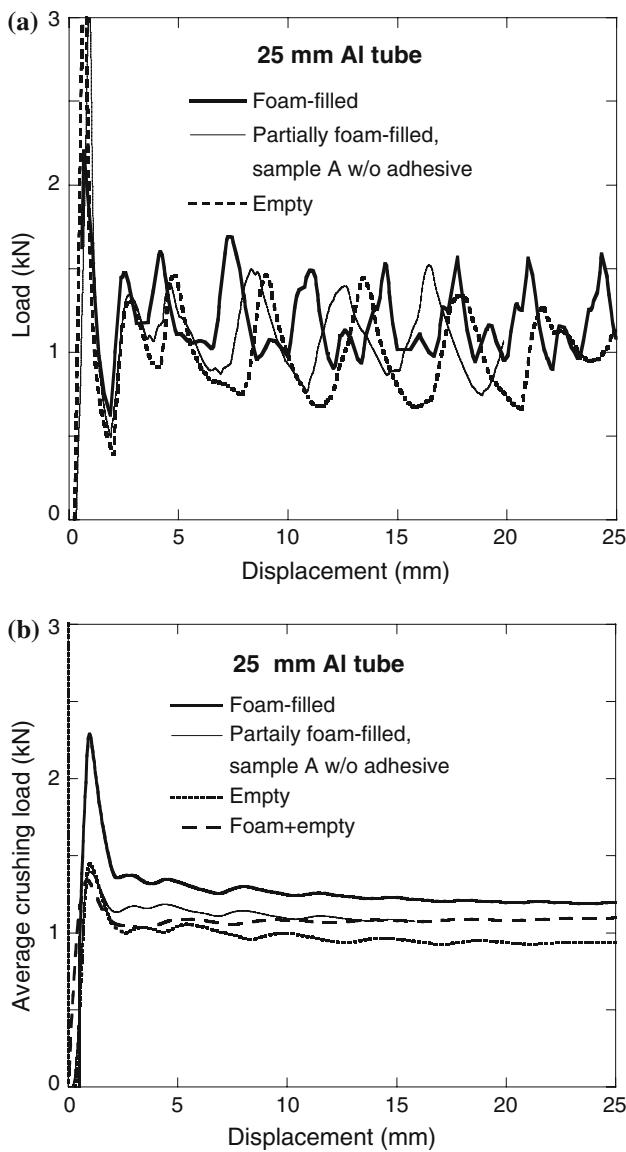 (a)
3
2
1
0
Load (kN)
25 mm Al tube
Foam-filled
Partially foam-filled,
sample A w/o adhesive
Empty
0 5 10 15 20 25
Displacement (mm)
(b)
3
2
1
0
Average crushing load (kN)
25 mm Al tube
Foam-filled
Partaily foam-filled,
sample A w/o adhesive
Empty
Foam+empty
0 5 10 15 20 25
Displacement (mm)